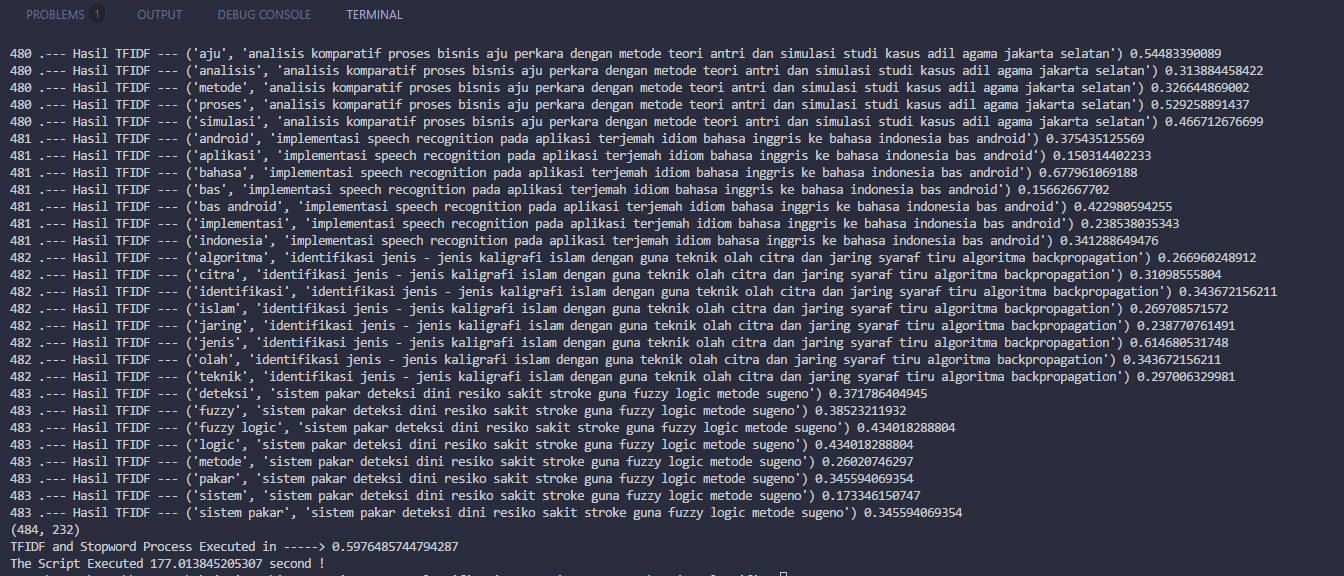 PROBLEMS 1 OUTPUT DEBUG CONSOLE TERMINAL
480 .--- Hasil TFIDF --- ('aju', 'analisis komparatif proses bisnis aju perkara dengan metode teori antri dan simulasi studi kasus adil agama jakarta selatan') 0.54483390089
480 .--- Hasil TFIDF --- ('analisis', 'analisis komparatif proses bisnis aju perkara dengan metode teori antri dan simulasi studi kasus adil agama jakarta selatan') 0.313884458422
480 .--- Hasil TFIDF --- ('metode', 'analisis komparatif proses bisnis aju perkara dengan metode teori antri dan simulasi studi kasus adil agama jakarta selatan') 0.326644869002
480 .--- Hasil TFIDF --- ('proses', 'analisis komparatif proses bisnis aju perkara dengan metode teori antri dan simulasi studi kasus adil agama jakarta selatan') 0.529258891437
480 .--- Hasil TFIDF --- ('simulasi', 'analisis komparatif proses bisnis aju perkara dengan metode teori antri dan simulasi studi kasus adil agama jakarta selatan') 0.466712676699
481 .--- Hasil TFIDF --- ('android', 'implementasi speech recognition pada aplikasi terjemah idiom bahasa inggris ke bahasa indonesia bas android') 0.375435125569
481 .--- Hasil TFIDF --- ('aplikasi', 'implementasi speech recognition pada aplikasi terjemah idiom bahasa inggris ke bahasa indonesia bas android') 0.150314402233
481 .--- Hasil TFIDF --- ('bahasa', 'implementasi speech recognition pada aplikasi terjemah idiom bahasa inggris ke bahasa indonesia bas android') 0.677961069188
481 .--- Hasil TFIDF --- ('bas', 'implementasi speech recognition pada aplikasi terjemah idiom bahasa inggris ke bahasa indonesia bas android') 0.15662667702
481 .--- Hasil TFIDF --- ('bas android', 'implementasi speech recognition pada aplikasi terjemah idiom bahasa inggris ke bahasa indonesia bas android') 0.422980594255
481 .--- Hasil TFIDF --- ('implementasi', 'implementasi speech recognition pada aplikasi terjemah idiom bahasa inggris ke bahasa indonesia bas android') 0.238538035343
481 .--- Hasil TFIDF --- ('indonesia', 'implementasi speech recognition pada aplikasi terjemah idiom bahasa inggris ke bahasa indonesia bas android') 0.341288649476
482 .--- Hasil TFIDF --- ('algoritma', 'identifikasi jenis - jenis kaligrafi islam dengan guna teknik olah citra dan jaring syaraf tiru algoritma backpropagation') 0.266960248912
482 .--- Hasil TFIDF --- ('citra', 'identifikasi jenis - jenis kaligrafi islam dengan guna teknik olah citra dan jaring syaraf tiru algoritma backpropagation') 0.31098555804
482 .--- Hasil TFIDF --- ('identifikasi', 'identifikasi jenis - jenis kaligrafi islam dengan guna teknik olah citra dan jaring syaraf tiru algoritma backpropagation') 0.343672156211
482 .--- Hasil TFIDF --- ('islam', 'identifikasi jenis - jenis kaligrafi islam dengan guna teknik olah citra dan jaring syaraf tiru algoritma backpropagation') 0.269708571572
482 .--- Hasil TFIDF --- ('jaring', 'identifikasi jenis - jenis kaligrafi islam dengan guna teknik olah citra dan jaring syaraf tiru algoritma backpropagation') 0.238770761491
482 .--- Hasil TFIDF --- ('jenis', 'identifikasi jenis - jenis kaligrafi islam dengan guna teknik olah citra dan jaring syaraf tiru algoritma backpropagation') 0.614680531748
482 .--- Hasil TFIDF --- ('olah', 'identifikasi jenis - jenis kaligrafi islam dengan guna teknik olah citra dan jaring syaraf tiru algoritma backpropagation') 0.343672156211
482 .--- Hasil TFIDF --- ('teknik', 'identifikasi jenis - jenis kaligrafi islam dengan guna teknik olah citra dan jaring syaraf tiru algoritma backpropagation') 0.297006329981
483 .--- Hasil TFIDF --- ('deteksi', 'sistem pakar deteksi dini resiko sakit stroke guna fuzzy logic metode sugeno') 0.371786404945
483 .--- Hasil TFIDF --- ('fuzzy', 'sistem pakar deteksi dini resiko sakit stroke guna fuzzy logic metode sugeno') 0.38523211932
483 .--- Hasil TFIDF --- ('fuzzy logic', 'sistem pakar deteksi dini resiko sakit stroke guna fuzzy logic metode sugeno') 0.434018288804
483 .--- Hasil TFIDF --- ('logic', 'sistem pakar deteksi dini resiko sakit stroke guna fuzzy logic metode sugeno') 0.434018288804
483 .--- Hasil TFIDF --- ('metode', 'sistem pakar deteksi dini resiko sakit stroke guna fuzzy logic metode sugeno') 0.26020746297
483 .--- Hasil TFIDF --- ('pakar', 'sistem pakar deteksi dini resiko sakit stroke guna fuzzy logic metode sugeno') 0.345594069354
483 .--- Hasil TFIDF --- ('sistem', 'sistem pakar deteksi dini resiko sakit stroke guna fuzzy logic metode sugeno') 0.173346150747
483 .--- Hasil TFIDF --- ('sistem pakar', 'sistem pakar deteksi dini resiko sakit stroke guna fuzzy logic metode sugeno') 0.345594069354
(484, 232)
TFIDF and Stopword Process Executed in -----> 0.5976485744794287
The Script Executed 177.013845205307 second !